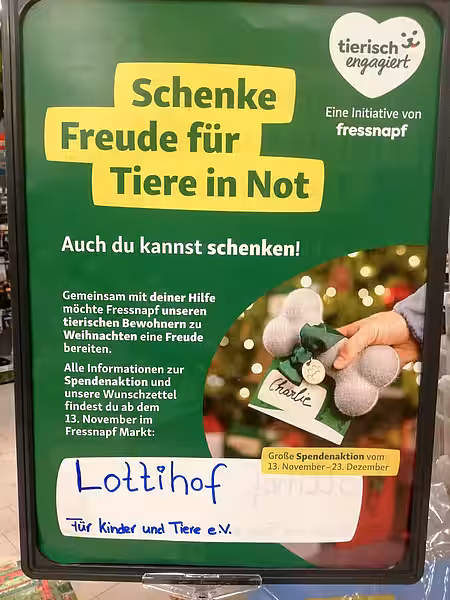 tierisch
engagiert
Eine Initiative von
fressnapf
Schenke
Freude für
Tiere in Not
Auch du kannst schenken!
Gemeinsam mit deiner Hilfe
möchte Fressnapf unseren
tierischen Bewohnern zu
Weihnachten eine Freude
bereiten.
Alle Informationen zur
Spendenaktion und
unsere Wunschzettel
findest du ab dem
13. November im
Fressnapf Markt:
Charlie
Große Spendenaktion vom
13. November–23. Dezember
Lottihof
Für Kinder und Tiere e.V.